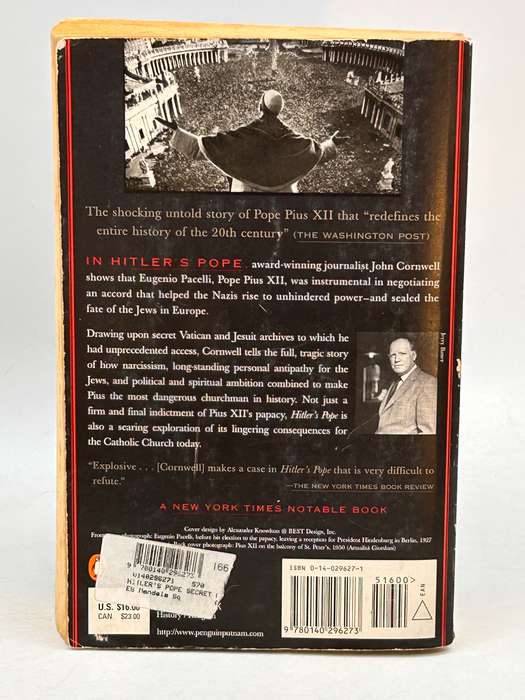 The shocking untold story of Pope Pius XII that “redefines the
entire history of the 20th century” (THE WASHINGTON POST)
IN HITLER'S POPE, award-winning journalist John Cornwell
shows that Eugenio Pacelli, Pope Pius XII, was instrumental in negotiating
an accord that helped the Nazis rise to unhindered power—and sealed the
fate of the Jews in Europe.
Drawing upon secret Vatican and Jesuit archives to which he
had unprecedented access, Cornwell tells the full, tragic story
of how narcissism, long-standing personal antipathy for the
Jews, and political and spiritual ambition combined to make
Pius the most dangerous churchman in history. Not just a
firm and final indictment of Pius XII's papacy, Hitler's Pope is
also a searing exploration of its lingering consequences for
the Catholic Church today.
Jerry Bauer
“Explosive . . . [Cornwell] makes a case in Hitler's Pope that is very difficult to
refute.”
—THE NEW YORK TIMES BOOK REVIEW
A NEW YORK TIMES NOTABLE BOOK
Cover design by Alexander Knowlton @ BEST Design, Inc.
photograph: Eugenio Pacelli, before his election to the papacy, leaving a reception for President Hindenburg in Berlin, 1927
cover photograph: Pius XII on the balcony of St. Peter's, 1950
9 780140 296273
0140296271 570
HITLER'S POPE SECRET
166
U.S. $16.00
CAN. $23.00
History
http://www.penguinputnam.com
ISBN 0-14-029627-1
51600>
9 780140 296273
EAN